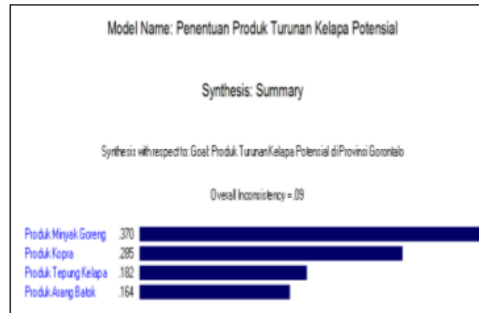 Model Name: Penentuan Produk Turunan Kelapa Potensial
Synthesis: Summary
Synthesis with respect to: Goal: Produk Turunan Kelapa Potensial di Provinsi Gorontalo
Overall Inconsistency = .09
Produk Minyak Goreng .370
Produk Kopra .285
Produk Tepung Kelapa .182
Produk Arang Batok .164